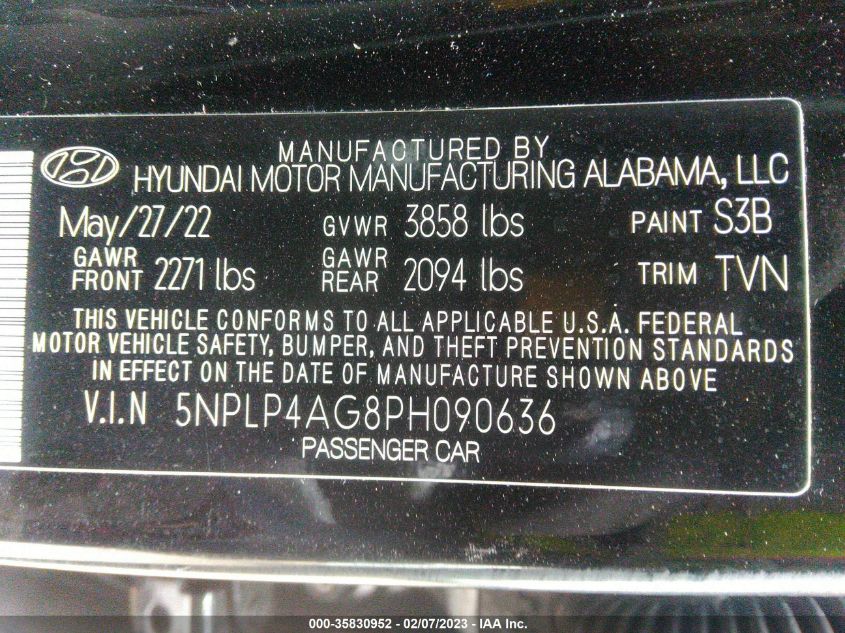 MANUFACTURED BY
HYUNDAI MOTOR MANUFACTURING ALABAMA, LLC
May/27/22 GVWR 3858 lbs PAINT S3B
GAWR FRONT 2271 lbs GAWR REAR 2094 lbs TRIM TVN
THIS VEHICLE CONFORMS TO ALL APPLICABLE U.S.A. FEDERAL
MOTOR VEHICLE SAFETY, BUMPER, AND THEFT PREVENTION STANDARDS
IN EFFECT ON THE DATE OF MANUFACTURE SHOWN ABOVE
V.I.N 5NPLP4AG8PH090636
PASSENGER CAR
000-35830952 - 02/07/2023 - IAA Inc.